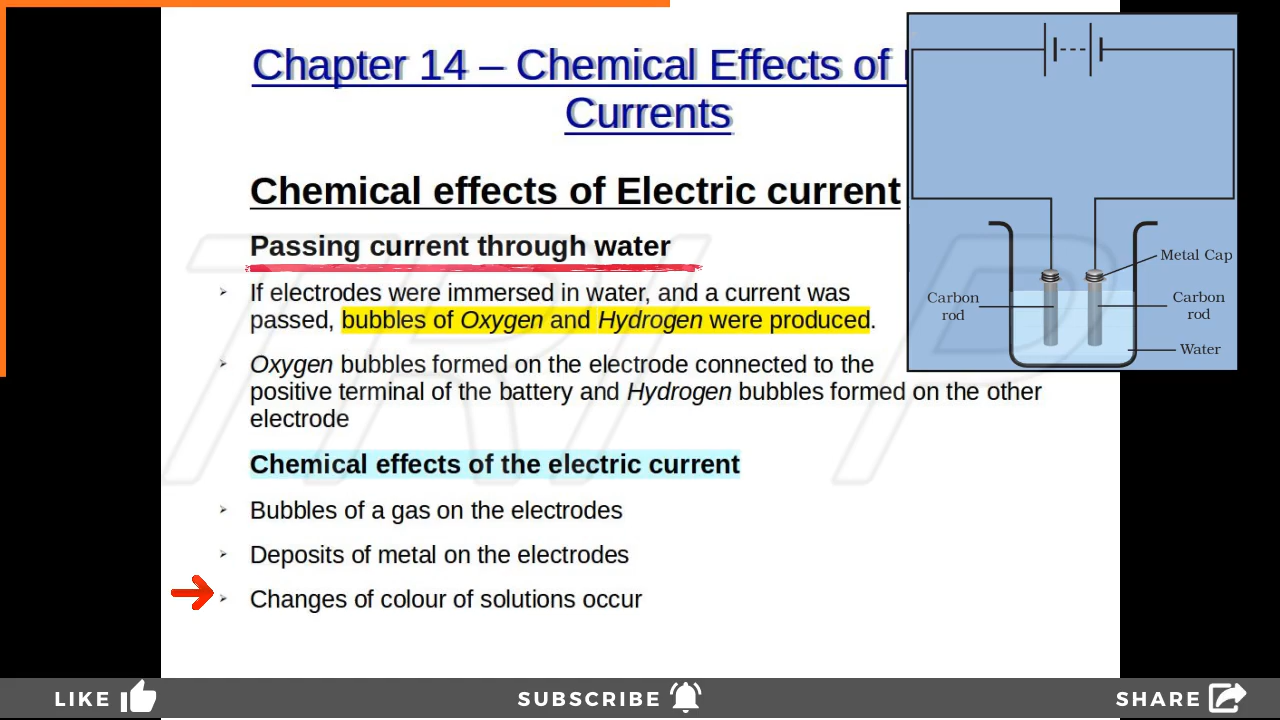 Chapter 14 – Chemical Effects of
Currents
Chemical effects of Electric current
Passing current through water
If electrodes were immersed in water, and a current was
passed, bubbles of Oxygen and Hydrogen were produced.
Oxygen bubbles formed on the electrode connected to the
positive terminal of the battery and Hydrogen bubbles formed on the other
electrode
Chemical effects of the electric current
Bubbles of a gas on the electrodes
Deposits of metal on the electrodes
Changes of colour of solutions occur
Metal Cap
Carbon
rod
Carbon
rod
Water
LIKE
SUBSCRIBE
SHARE